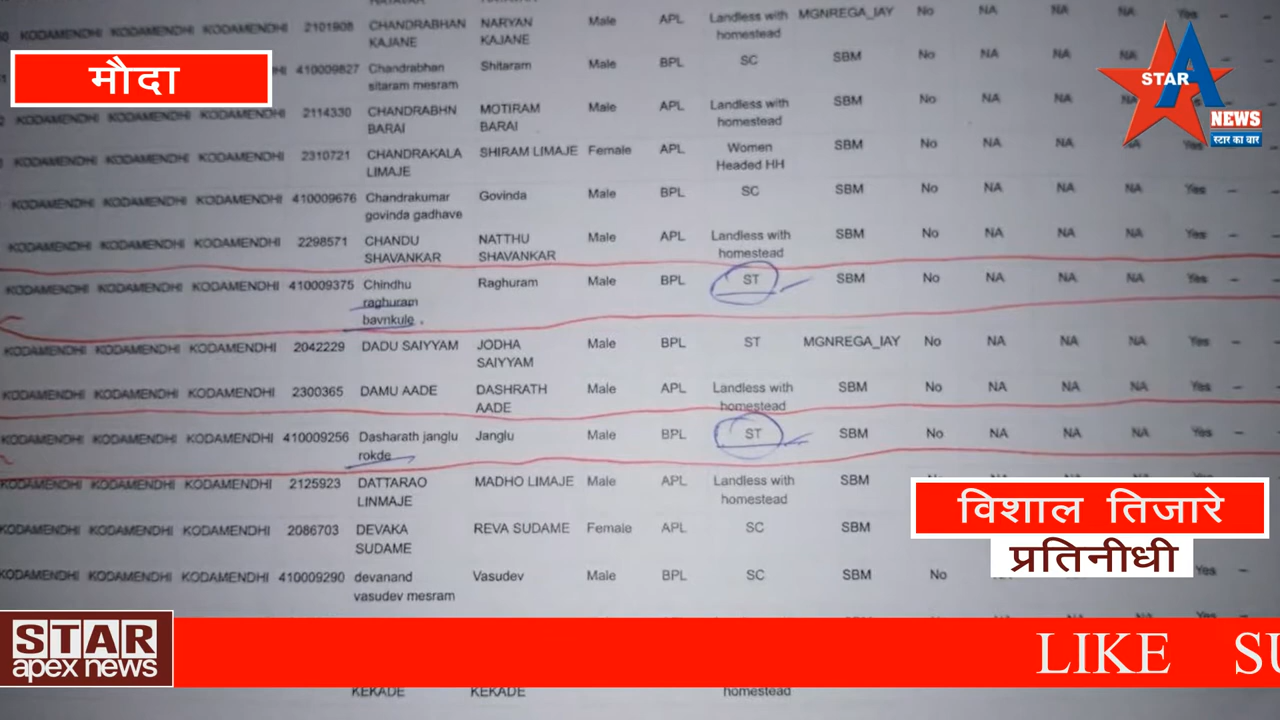 KODAMENDHI KODAMENDHI KODAMENDHI 2101908 CHANDRABHAN KAJANE NARYAN KAJANE Male APL Landless with homestead MGNREGA_IAY No NA NA NA Yes
मौदा
410009827 Chandrabhan sitaram mesram Shitaram Male BPL SC SBM No NA NA NA
STAR A
NEWS
स्टार का वार
KODAMENDHI KODAMENDHI KODAMENDHI 2114330 CHANDRABHN BARAI MOTIRAM BARAI Male APL Landless with homestead SBM No NA NA NA
KODAMENDHI KODAMENDHI KODAMENDHI 2310721 CHANDRAKALA LIMAJE SHIRAM LIMAJE Female APL Women Headed HH SBM No NA NA NA
KODAMENDHI KODAMENDHI KODAMENDHI 410009676 Chandrakumar govinda gadhave Govinda Male BPL SC SBM No NA NA NA Yes –
KODAMENDHI KODAMENDHI KODAMENDHI 2298571 CHANDU SHAVANKAR NATTHU SHAVANKAR Male APL Landless with homestead SBM No NA NA NA Yes – –
KODAMENDHI KODAMENDHI KODAMENDHI 410009375 Chindhu raghuram bavnkule Raghuram Male BPL ST SBM No NA NA NA Yes – –
KODAMENDHI KODAMENDHI KODAMENDHI 2042229 DADU SAIYYAM JODHA SAIYYAM Male BPL ST MGNREGA_IAY No NA NA NA Yes – –
KODAMENDHI KODAMENDHI KODAMENDHI 2300365 DAMU AADE DASHRATH AADE Male APL Landless with homestead SBM No NA NA NA Yes – –
KODAMENDHI KODAMENDHI KODAMENDHI 410009256 Dasharath janglu rokde Janglu Male BPL ST SBM No NA NA NA Yes –
KODAMENDHI KODAMENDHI KODAMENDHI 2125923 DATTARAO LINMAJE MADHO LIMAJE Male APL Landless with homestead SBM
KODAMENDHI KODAMENDHI KODAMENDHI 2086703 DEVAKA SUDAME REVA SUDAME Female APL SC SBM
विशाल तिजारे
प्रतिनीधी
KODAMENDHI KODAMENDHI KODAMENDHI 410009290 devanand vasudev mesram Vasudev Male BPL SC SBM No Yes –
STAR
apex news
LIKE SU
KEKADE KEKADE homestead